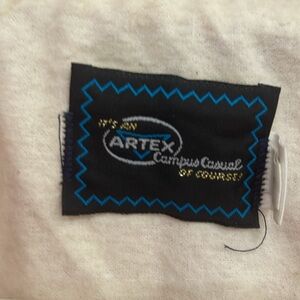 IT'S AN
ARTEX
Campus Casual
OF COURSE!